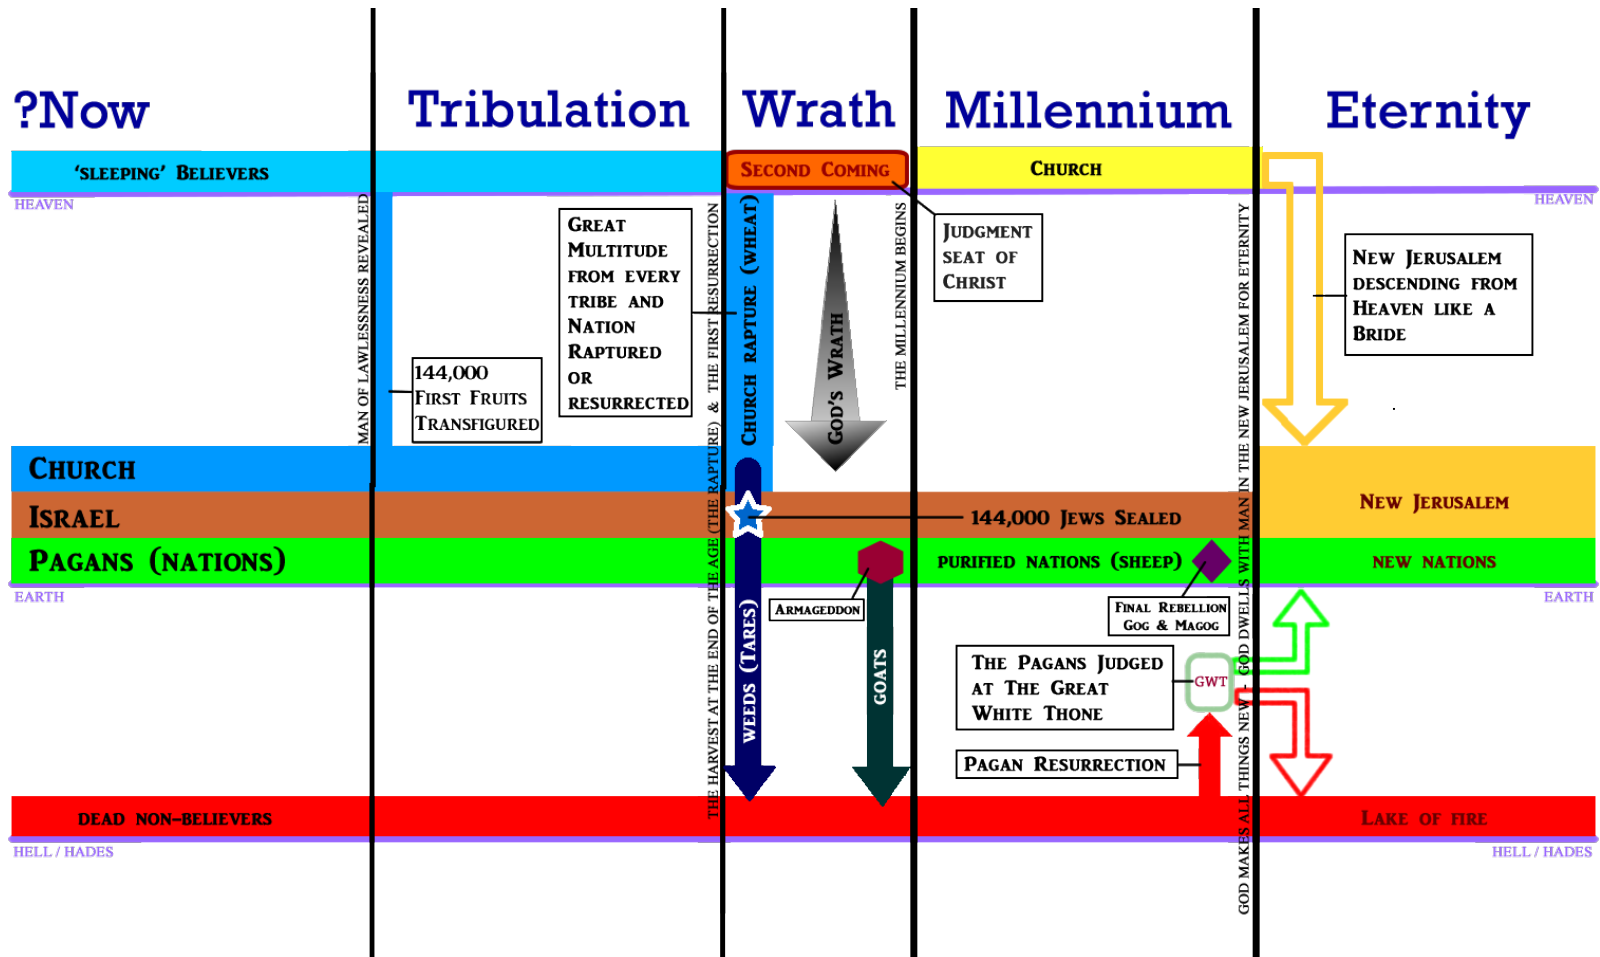 ?Now
Tribulation
Wrath
Millennium
Eternity
'sleeping' Believers
Second Coming
Church
HEAVEN
HEAVEN
MAN OF LAWLESSNESS REVEALED
144,000
First Fruits
Transfigured
Great
Multitude
from every
tribe and
Nation
Raptured
or
resurrected
THE HARVEST AT THE END OF THE AGE (THE RAPTURE) & THE FIRST RESURRECTION
Church rapture (wheat)
God's Wrath
THE MILLENNIUM BEGINS
Judgment
seat of
Christ
GOD MAKES ALL THINGS NEW - GOD DWELLS WITH MAN IN THE NEW JERUSALEM FOR ETERNITY
New Jerusalem
descending from
Heaven like a
Bride
Church
Israel
144,000 Jews Sealed
New Jerusalem
Pagans (nations)
purified nations (sheep)
new nations
EARTH
EARTH
Armageddon
Final Rebellion
Gog & Magog
weeds (Tares)
goats
The Pagans Judged
at The Great
White Thone
GWT
Pagan Resurrection
dead non-believers
Lake of fire
HELL / HADES
HELL / HADES